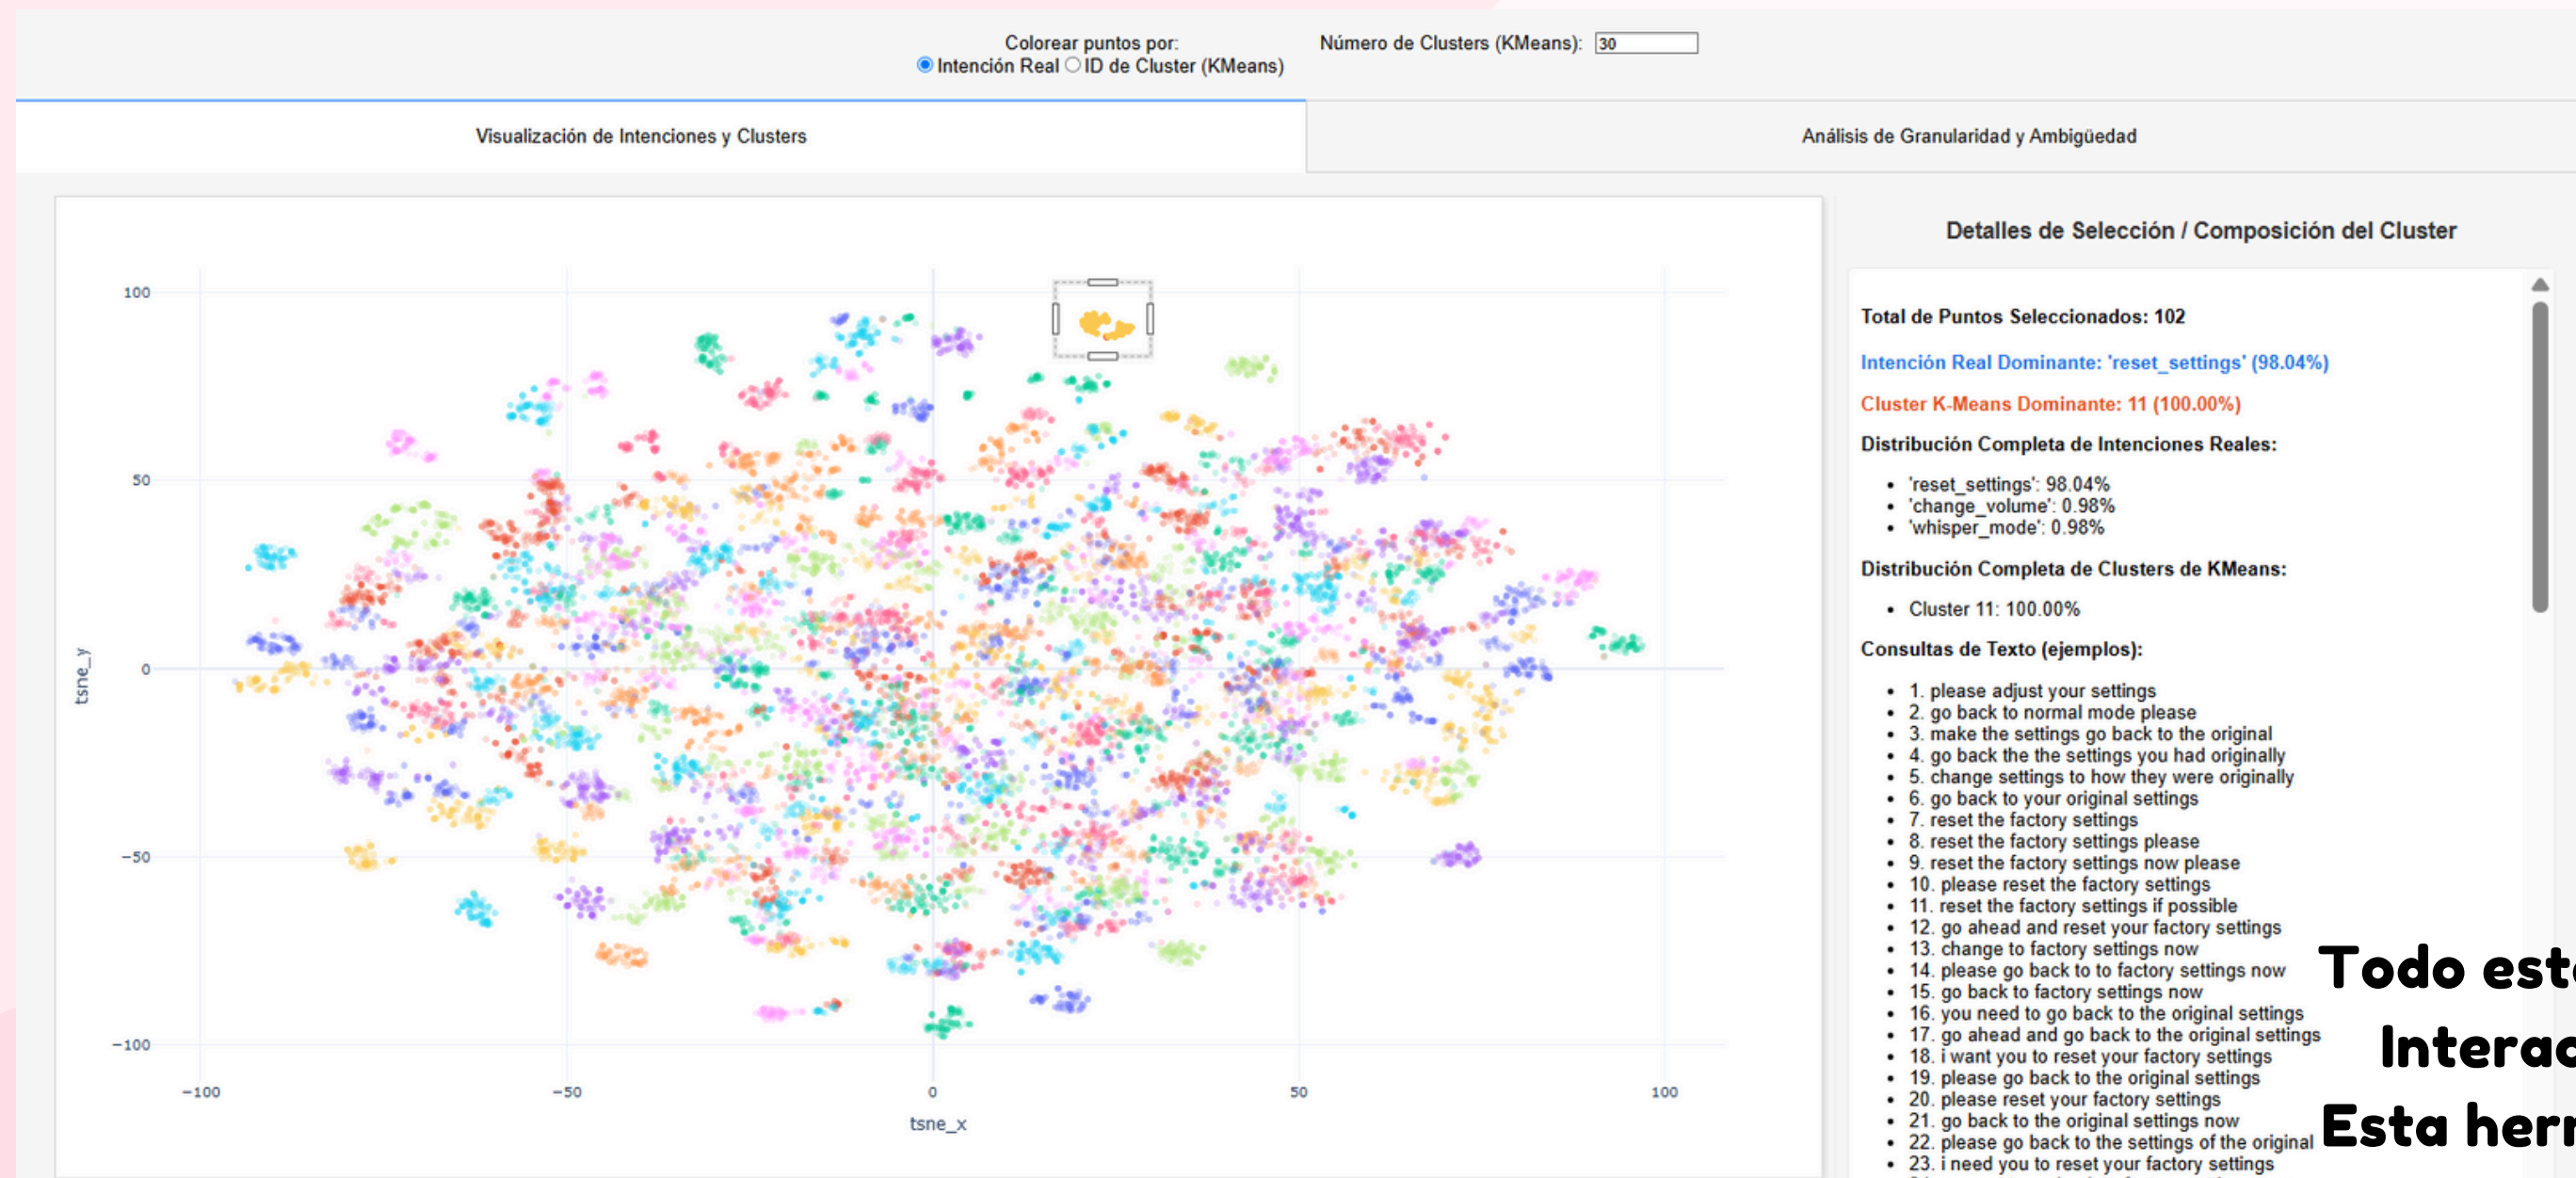 Colorear puntos por:
Intención Real ID de Cluster (KMeans)
Número de Clusters (KMeans): 30
Visualización de Intenciones y Clusters
Análisis de Granularidad y Ambigüedad
100
50
0
−50
−100
tsne_y
−100
−50
0
50
100
tsne_x
Detalles de Selección / Composición del Cluster
Total de Puntos Seleccionados: 102
Intención Real Dominante: 'reset_settings' (98.04%)
Cluster K-Means Dominante: 11 (100.00%)
Distribución Completa de Intenciones Reales:
• 'reset_settings': 98.04%
• 'change_volume': 0.98%
• 'whisper_mode': 0.98%
Distribución Completa de Clusters de KMeans:
• Cluster 11: 100.00%
Consultas de Texto (ejemplos):
• 1. please adjust your settings
• 2. go back to normal mode please
• 3. make the settings go back to the original
• 4. go back the the settings you had originally
• 5. change settings to how they were originally
• 6. go back to your original settings
• 7. reset the factory settings
• 8. reset the factory settings please
• 9. reset the factory settings now please
• 10. please reset the factory settings
• 11. reset the factory settings if possible
• 12. go ahead and reset your factory settings
• 13. change to factory settings now
• 14. please go back to to factory settings now
• 15. go back to factory settings now
• 16. you need to go back to the original settings
• 17. go ahead and go back to the original settings
• 18. i want you to reset your factory settings
• 19. please go back to the original settings
• 20. please reset your factory settings
• 21. go back to the original settings now
• 22. please go back to the settings of the original
• 23. i need you to reset your factory settings
Todo est
Interac
Esta herr